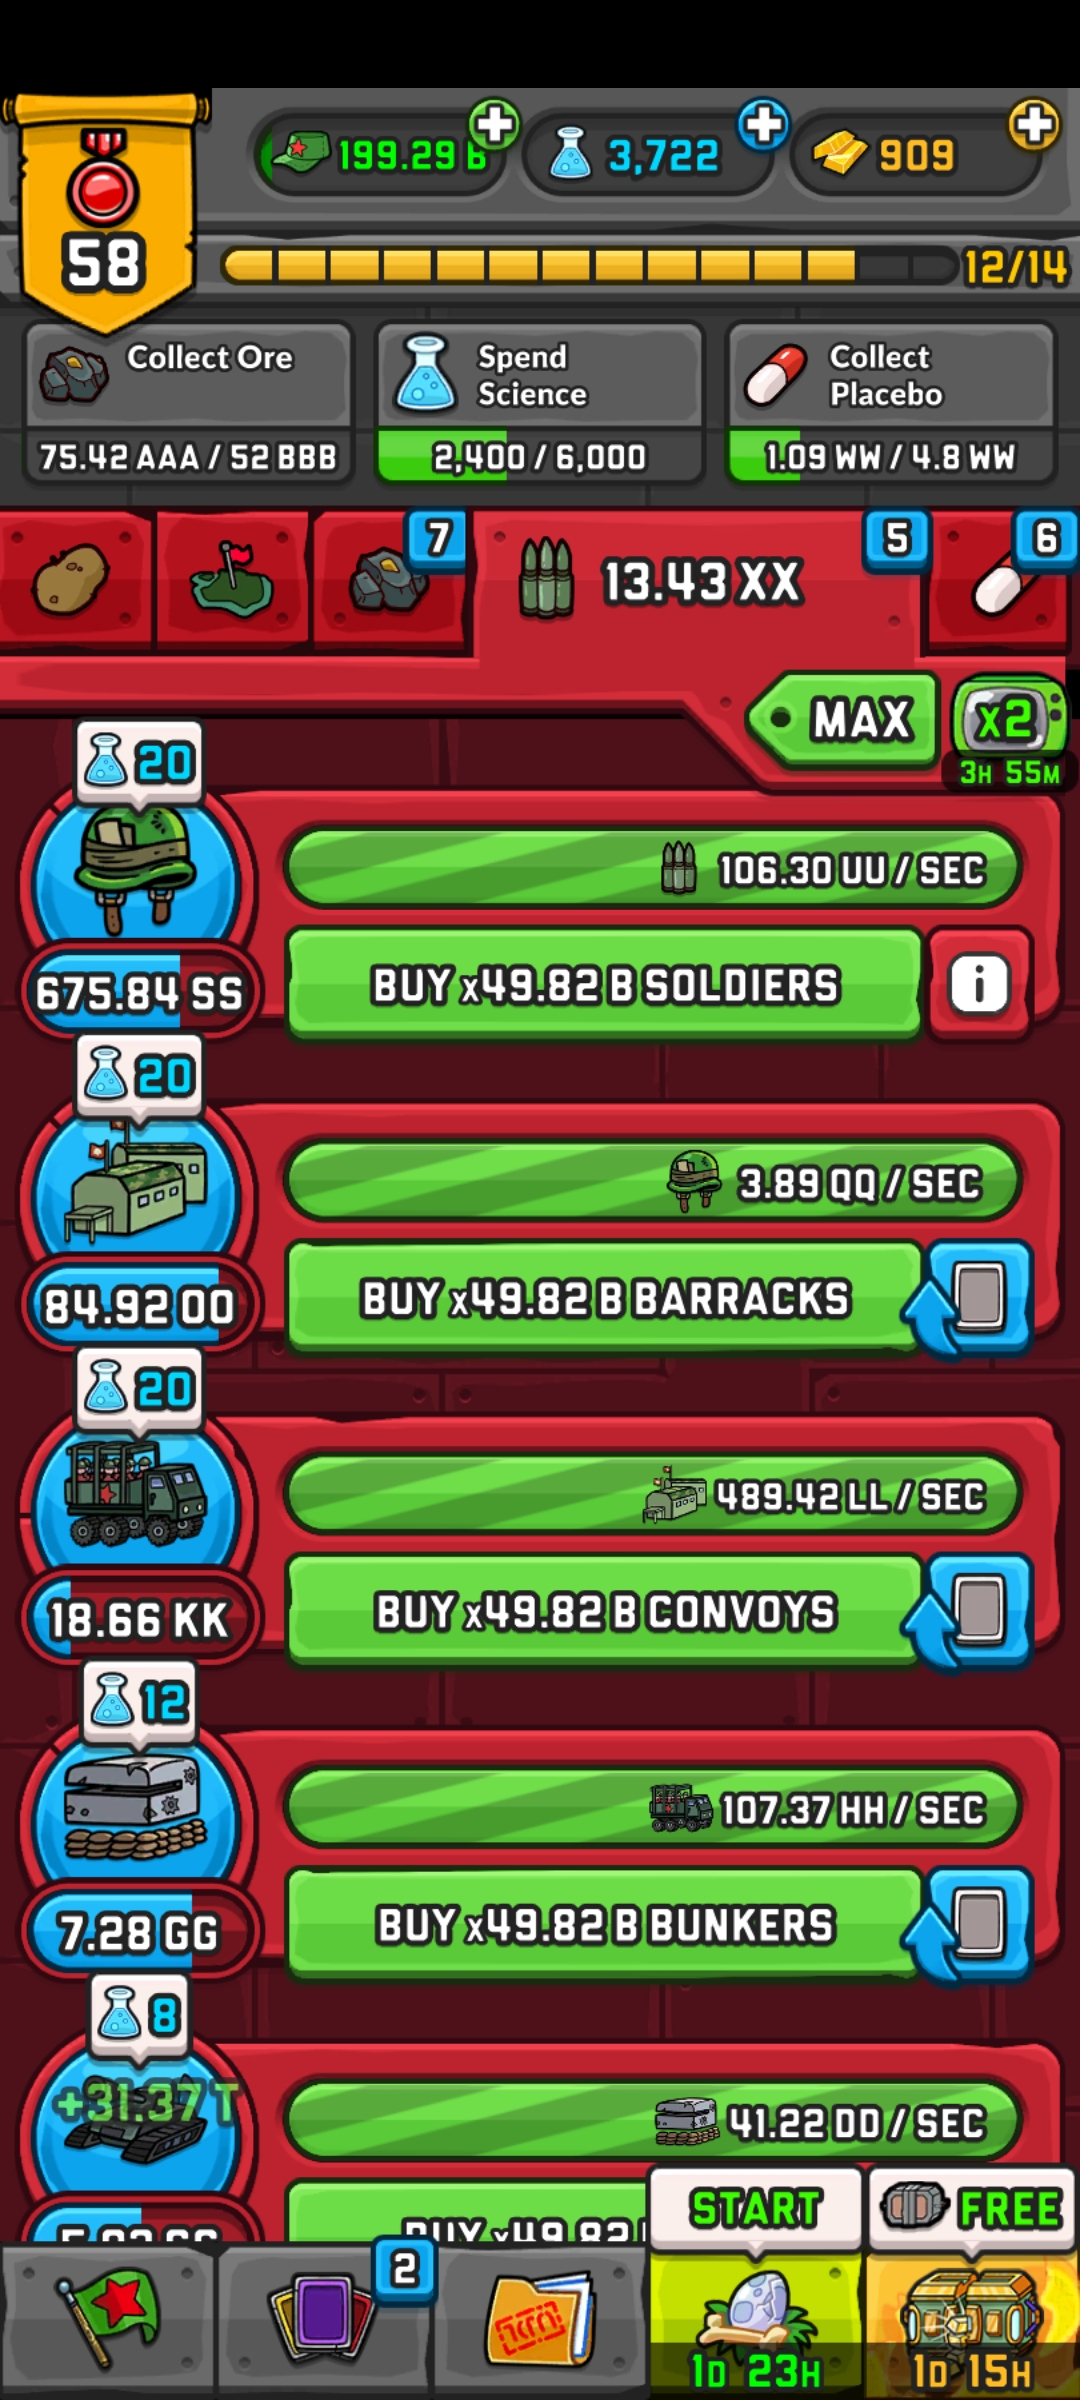 58
199.29 B
3,722
909
12/14
Collect Ore
75.42 AAA / 52 BBB
Spend
Science
2,400 / 6,000
Collect
Placebo
1.09 WW / 4.8 WW
7
13.43 XX
5
6
MAX
x2
3H 55M
20
106.30 UU / SEC
675.84 SS
BUY x49.82 B SOLDIERS
i
20
3.89 QQ / SEC
84.92 OO
BUY x49.82 B BARRACKS
20
489.42 LL / SEC
18.66 KK
BUY x49.82 B CONVOYS
12
107.37 HH / SEC
7.28 GG
BUY x49.82 B BUNKERS
8
+31.37 T
41.22 DD / SEC
BUY x49.82
START
FREE
2
1D 23H
1D 15H